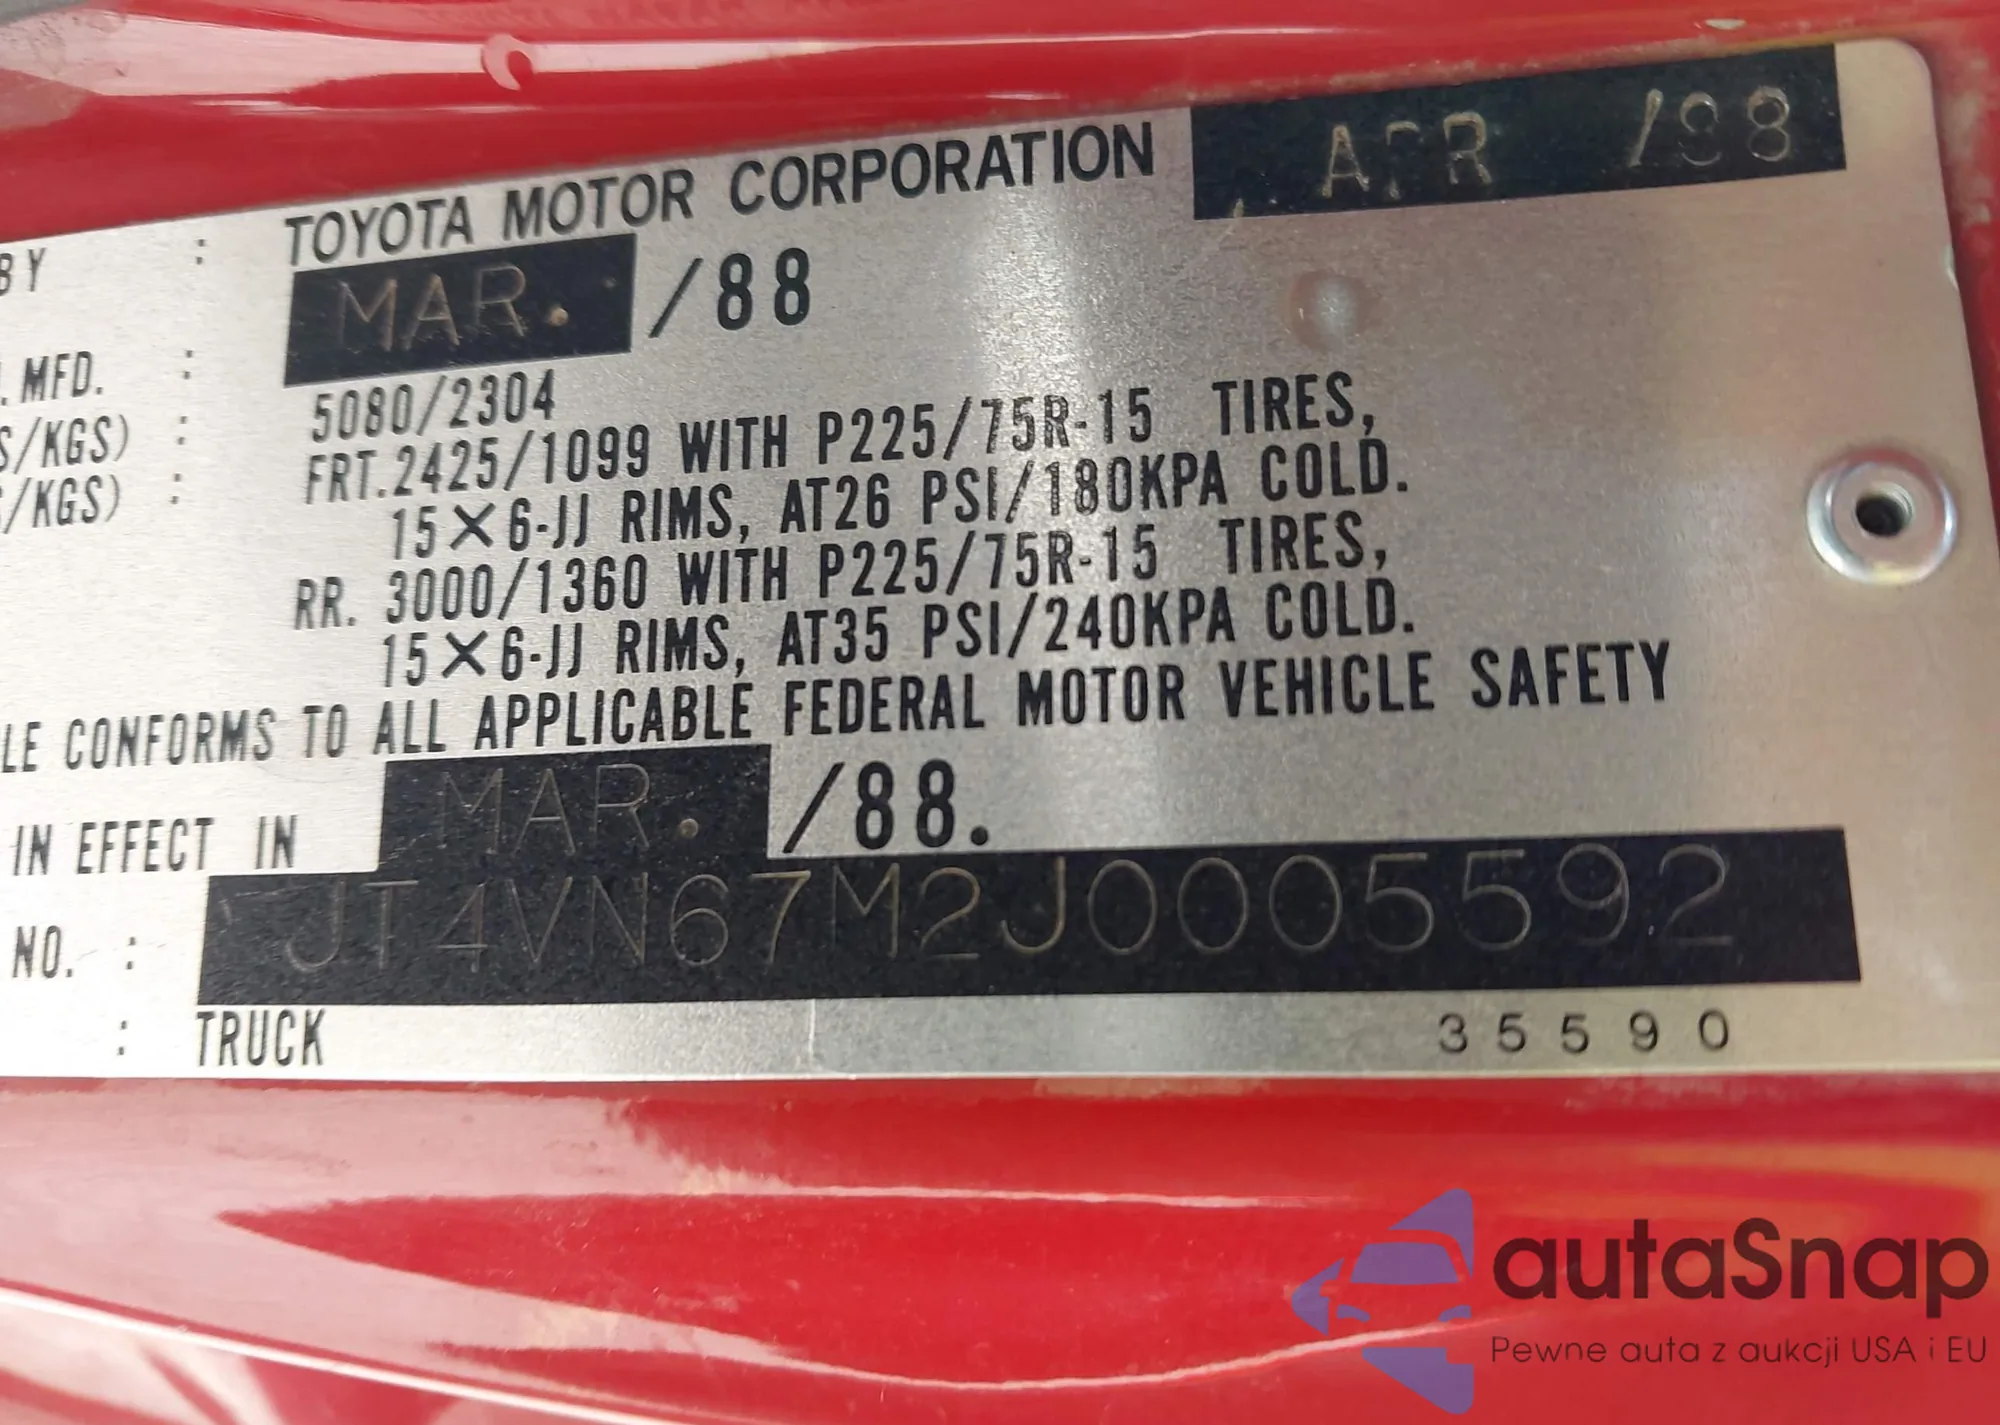 TOYOTA MOTOR CORPORATION APR /88
BY :
MAR. /88
MFD. : 5080/2304
S/KGS) : FRT.2425/1099 WITH P225/75R-15 TIRES,
/KGS) : 15×6-JJ RIMS, AT26 PSI/180KPA COLD.
RR. 3000/1360 WITH P225/75R-15 TIRES,
15×6-JJ RIMS, AT35 PSI/240KPA COLD.
LE CONFORMS TO ALL APPLICABLE FEDERAL MOTOR VEHICLE SAFETY
IN EFFECT IN MAR. /88.
NO. : JT4VN67M2J0005592
: TRUCK 35590
autaSnap
Pewne auta z aukcji USA i EU